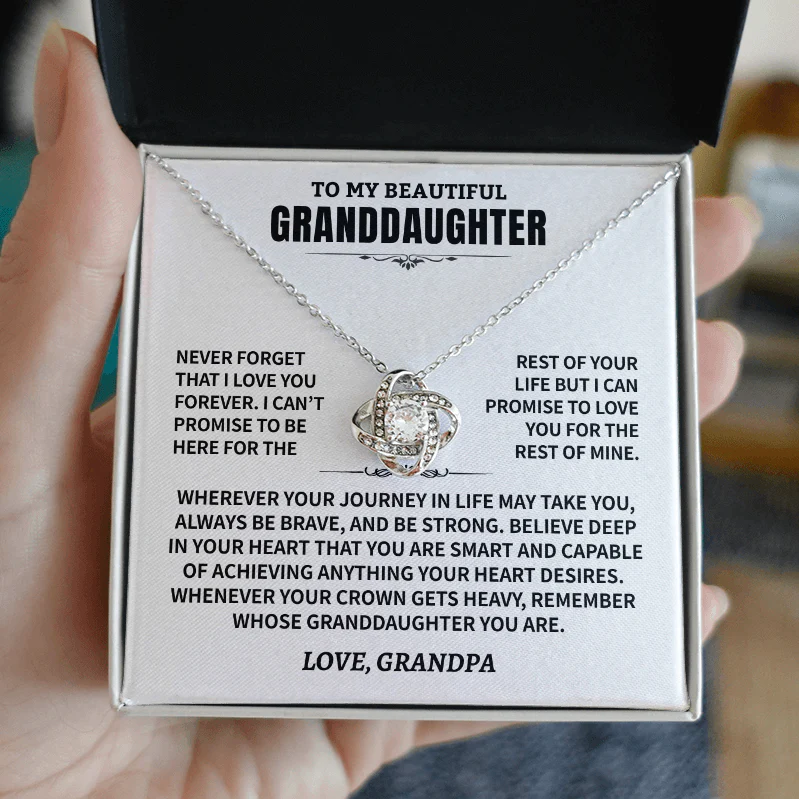 TO MY BEAUTIFUL
GRANDDAUGHTER
NEVER FORGET
THAT I LOVE YOU
FOREVER. I CAN'T
PROMISE TO BE
HERE FOR THE
REST OF YOUR
LIFE BUT I CAN
PROMISE TO LOVE
YOU FOR THE
REST OF MINE.
WHEREVER YOUR JOURNEY IN LIFE MAY TAKE YOU,
ALWAYS BE BRAVE, AND BE STRONG. BELIEVE DEEP
IN YOUR HEART THAT YOU ARE SMART AND CAPABLE
OF ACHIEVING ANYTHING YOUR HEART DESIRES.
WHENEVER YOUR CROWN GETS HEAVY, REMEMBER
WHOSE GRANDDAUGHTER YOU ARE.
LOVE, GRANDPA